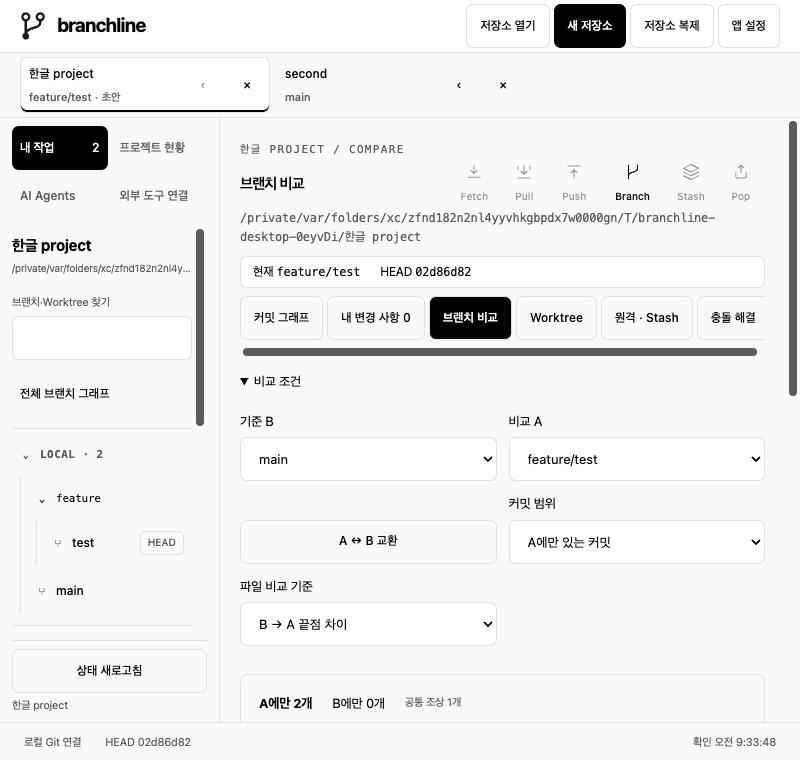 branchline
저장소 열기
새 저장소
저장소 복제
앱 설정
한글 project
feature/test · 초안
‹
×
second
main
‹
×
내 작업 2
프로젝트 현황
AI Agents
외부 도구 연결
한글 project
/private/var/folders/xc/zfnd182n2nl4y...
브랜치·Worktree 찾기
전체 브랜치 그래프
LOCAL · 2
feature
test
HEAD
main
상태 새로고침
한글 project
한글 PROJECT / COMPARE
브랜치 비교
Fetch
Pull
Push
Branch
Stash
Pop
/private/var/folders/xc/zfnd182n2nl4yyvhkgbpdx7w0000gn/T/branchline-
desktop-0eyvDi/한글 project
현재 feature/test HEAD 02d86d82
커밋 그래프
내 변경 사항 0
브랜치 비교
Worktree
원격 · Stash
충돌 해결
▼ 비교 조건
기준 B
비교 A
main
feature/test
커밋 범위
A ↔ B 교환
A에만 있는 커밋
파일 비교 기준
B → A 끝점 차이
A에만 2개 B에만 0개 공통 조상 1개
로컬 Git 연결
HEAD 02d86d82
확인 오전 9:33:48